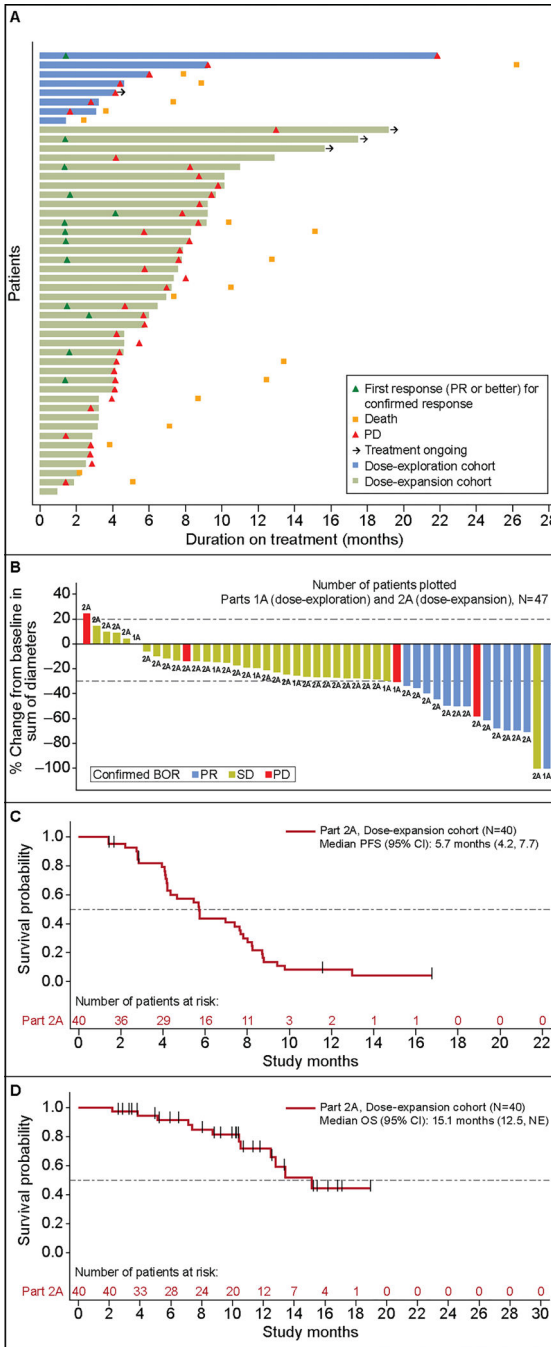 A
Patients
First response (PR or better) for
confirmed response
Death
PD
Treatment ongoing
Dose-exploration cohort
Dose-expansion cohort
0 2 4 6 8 10 12 14 16 18 20 22 24 26 28
Duration on treatment (months)
B
Number of patients plotted
Parts 1A (dose-exploration) and 2A (dose-expansion), N=47
% Change from baseline in
sum of diameters
40
20
0
−20
−40
−60
−80
−100
Confirmed BOR PR SD PD
C
Part 2A, Dose-expansion cohort (N=40)
Median PFS (95% CI): 5.7 months (4.2, 7.7)
Survival probability
1.0
0.8
0.6
0.4
0.2
0.0
Number of patients at risk:
Part 2A 40 36 29 16 11 3 2 1 1 0 0 0
0 2 4 6 8 10 12 14 16 18 20 22
Study months
D
Part 2A, Dose-expansion cohort (N=40)
Median OS (95% CI): 15.1 months (12.5, NE)
Survival probability
1.0
0.8
0.6
0.4
0.2
0.0
Number of patients at risk:
Part 2A 40 40 33 28 24 20 12 7 4 1 0 0 0 0 0 0
0 2 4 6 8 10 12 14 16 18 20 22 24 26 28 30
Study months